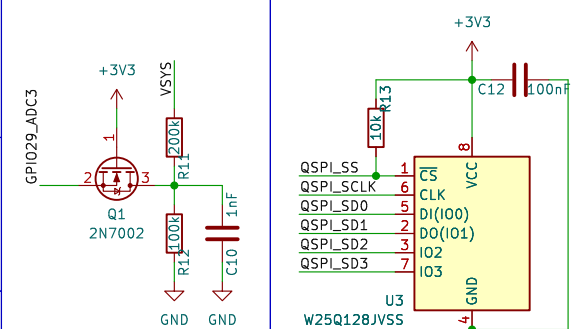 +3V3
VSYS
GPIO29_ADC3
1
2
3
200k
R11
Q1
2N7002
100k
R12
1nF
C10
GND
GND
+3V3
C12
100nF
R13
10k
8
VCC
QSPI_SS
1
CS
QSPI_SCLK
6
CLK
QSPI_SD0
5
DI(IO0)
QSPI_SD1
2
DO(IO1)
QSPI_SD2
3
IO2
QSPI_SD3
7
IO3
GND
U3
W25Q128JVSS
4